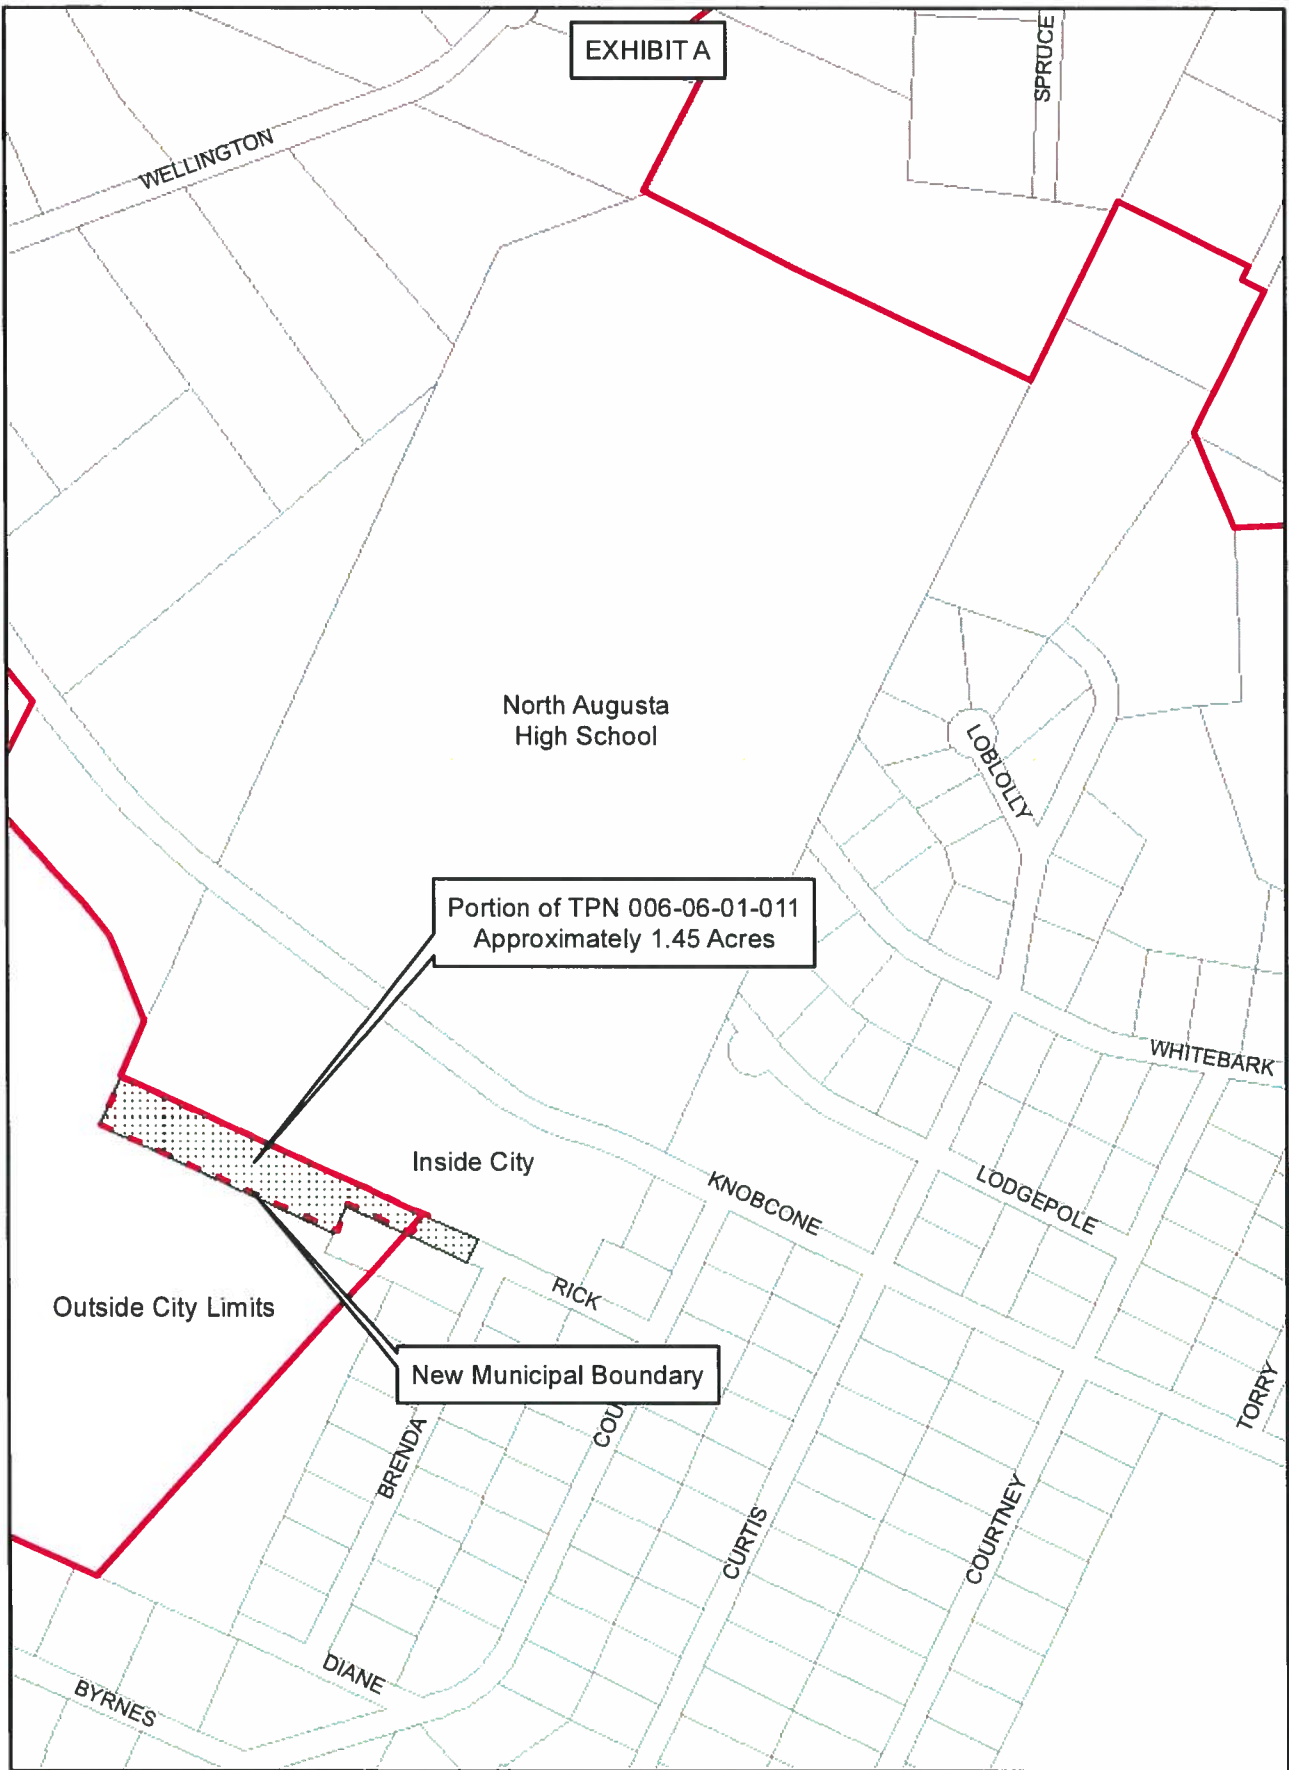 EXHIBIT A
SPRUCE
WELLINGTON
North Augusta
High School
LOBLOLLY
Portion of TPN 006-06-01-011
Approximately 1.45 Acres
WHITEBARK
Inside City
KNOBCONE
LODGEPOLE
RICK
Outside City Limits
New Municipal Boundary
TORRY
COU
BRENDA
CURTIS
COURTNEY
DIANE
BYRNES